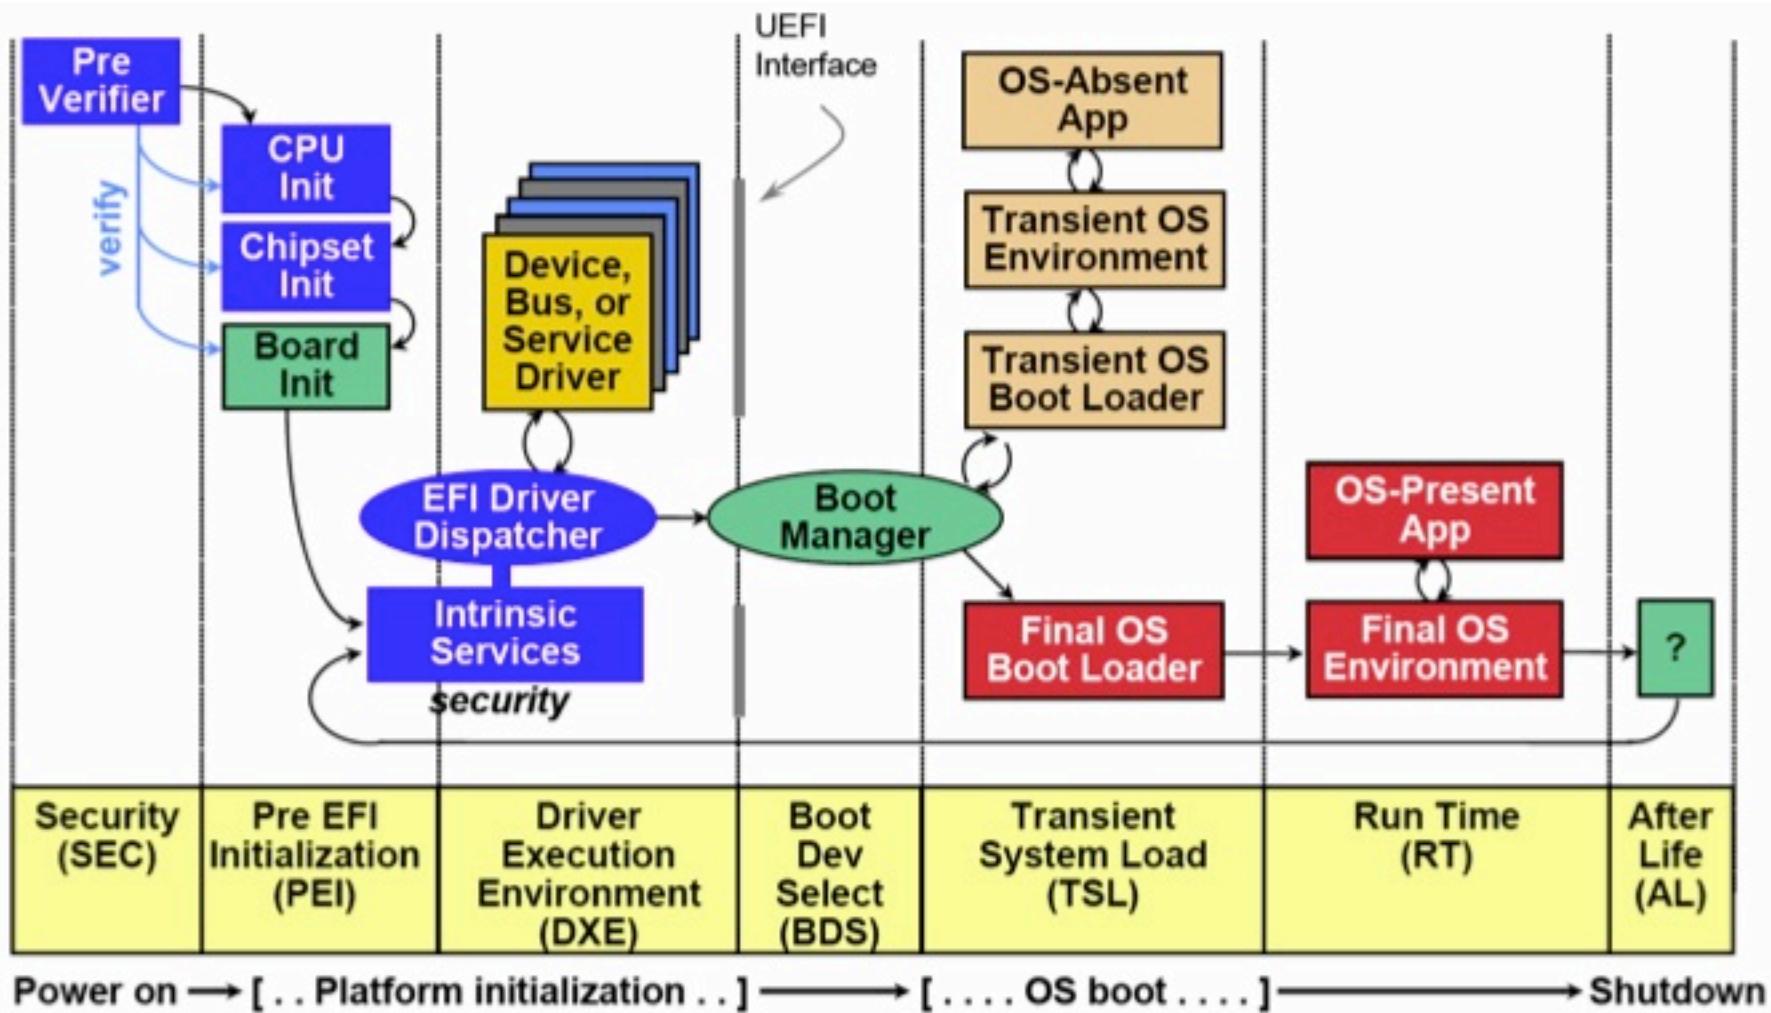 UEFI
Interface
Pre
Verifier
verify
CPU
Init
Chipset
Init
Board
Init
Device,
Bus, or
Service
Driver
EFI Driver
Dispatcher
Intrinsic
Services
security
Boot
Manager
OS-Absent
App
Transient OS
Environment
Transient OS
Boot Loader
Final OS
Boot Loader
OS-Present
App
Final OS
Environment
?
Security
(SEC)
Pre EFI
Initialization
(PEI)
Driver
Execution
Environment
(DXE)
Boot
Dev
Select
(BDS)
Transient
System Load
(TSL)
Run Time
(RT)
After
Life
(AL)
Power on [ . . Platform initialization . . ] [ . . . . OS boot . . . . ] Shutdown